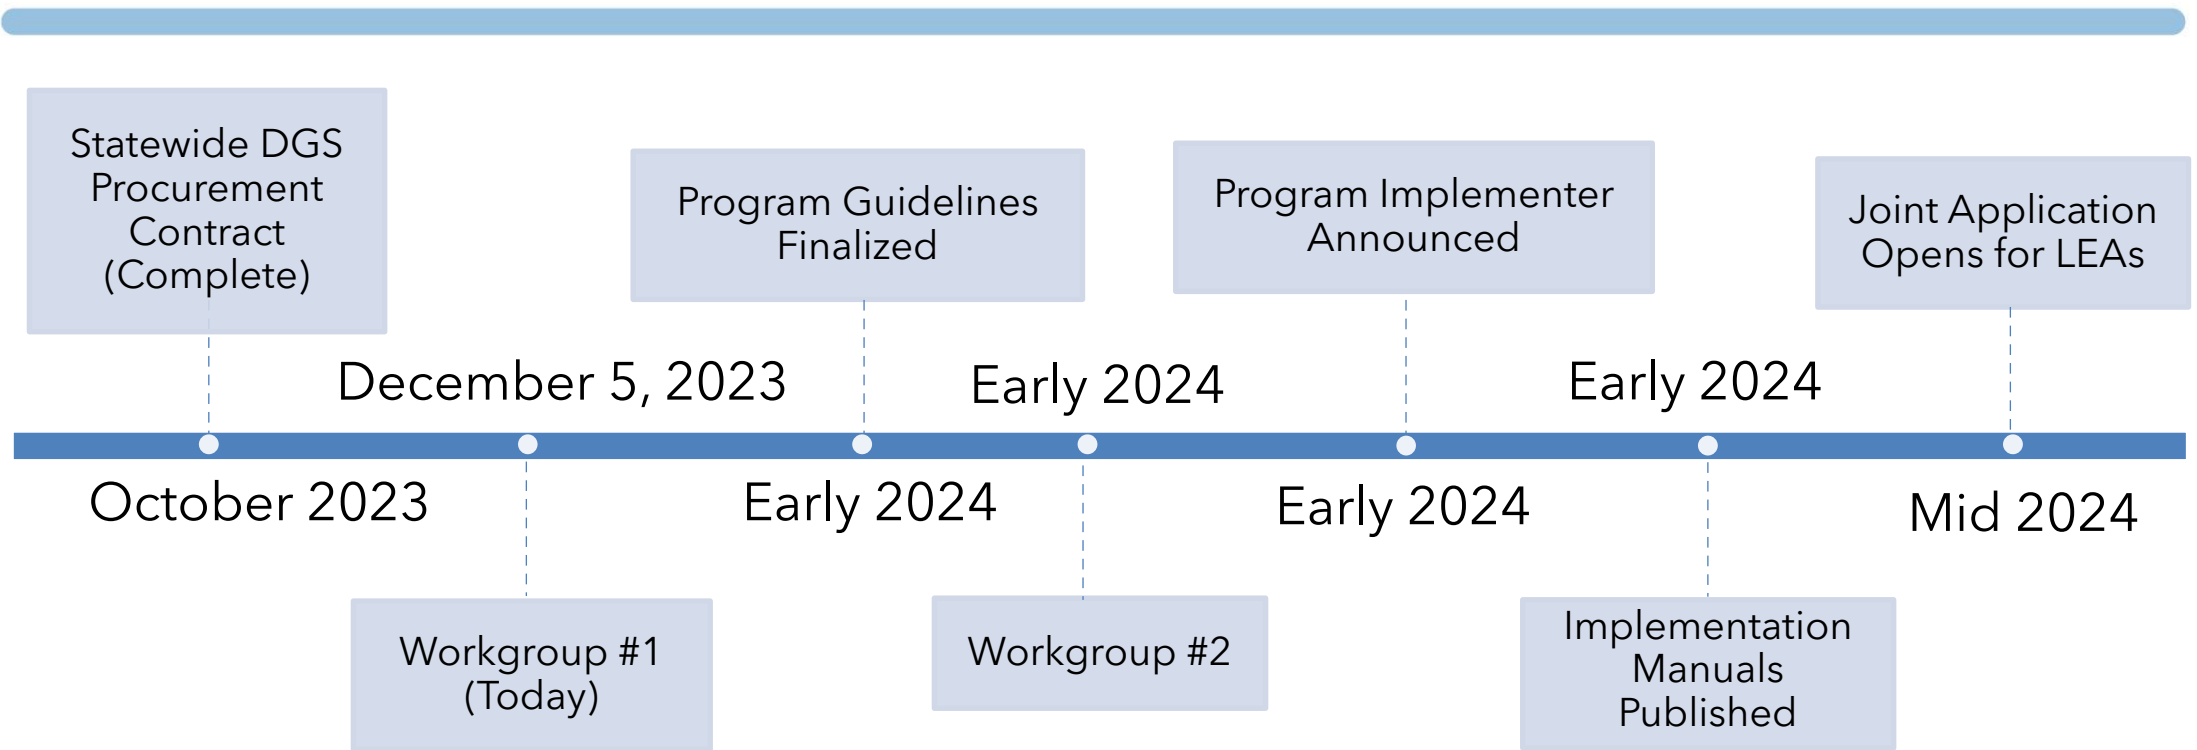 Statewide DGS
Procurement
Contract
(Complete)
October 2023
December 5, 2023
Workgroup #1
(Today)
Program Guidelines
Finalized
Early 2024
Early 2024
Workgroup #2
Program Implementer
Announced
Early 2024
Early 2024
Implementation
Manuals
Published
Joint Application
Opens for LEAs
Mid 2024